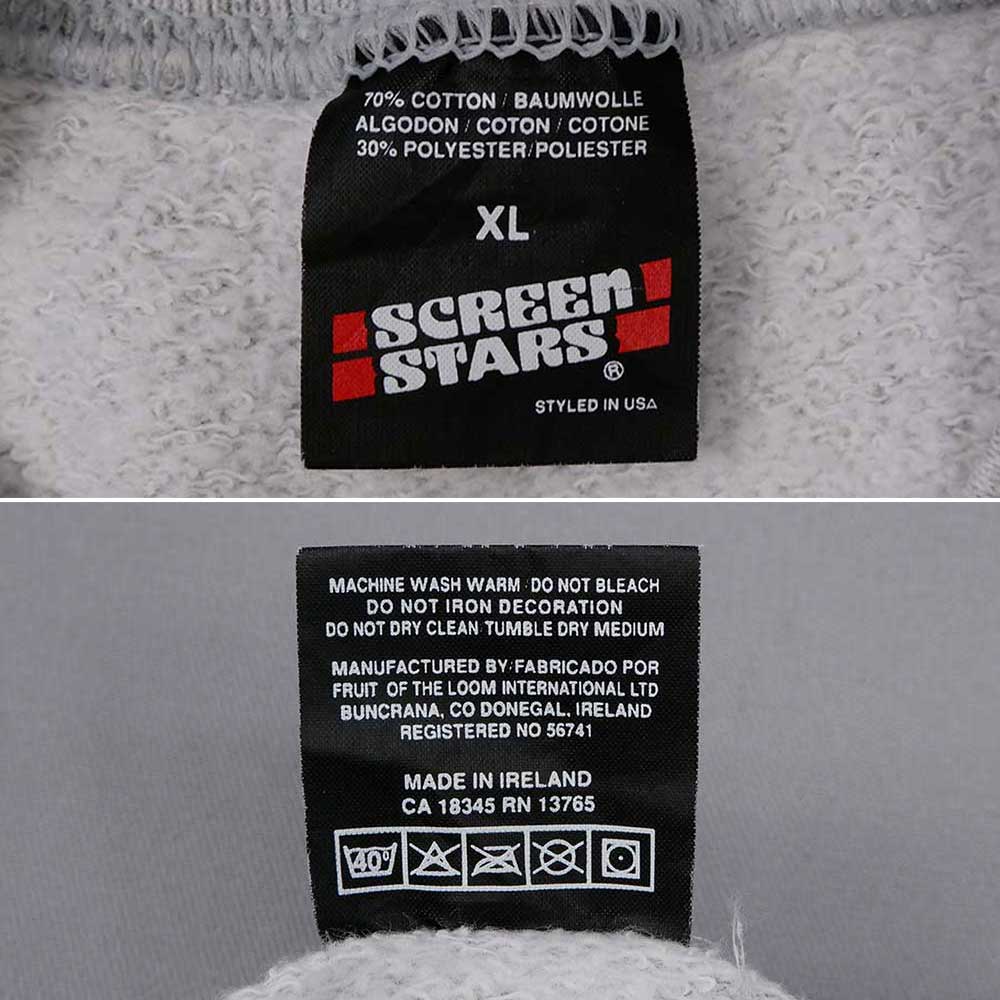 70% COTTON / BAUMWOLLE
ALGODON / COTON / COTONE
30% POLYESTER/POLIESTER
XL
SCREEN
STARS ®
STYLED IN USA
MACHINE WASH WARM · DO NOT BLEACH
DO NOT IRON DECORATION
DO NOT DRY CLEAN · TUMBLE DRY MEDIUM
MANUFACTURED BY/FABRICADO POR
FRUIT OF THE LOOM INTERNATIONAL LTD
BUNCRANA, CO DONEGAL, IRELAND
REGISTERED NO 56741
MADE IN IRELAND
CA 18345 RN 13765
40°